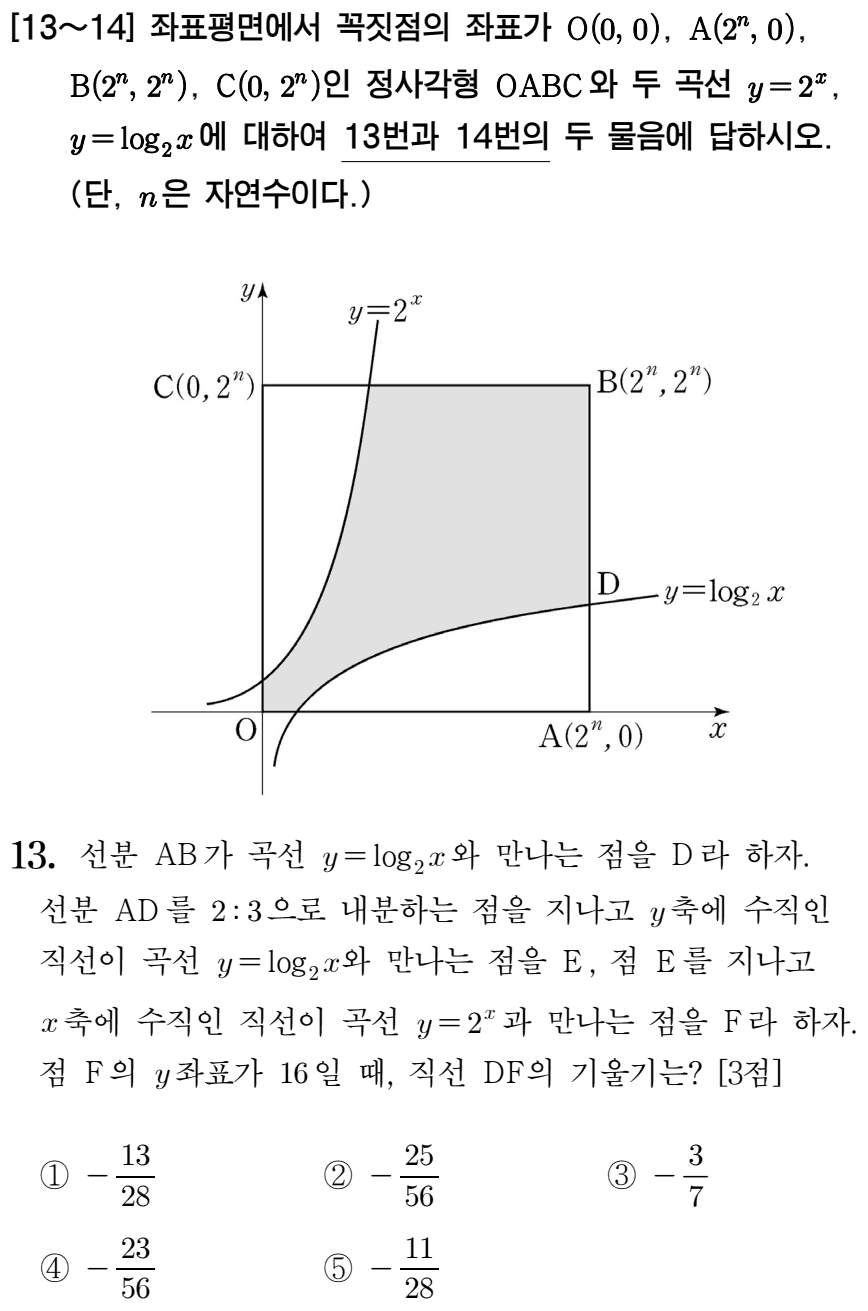 [13～14] 좌표평면에서 꼭짓점의 좌표가 O(0, 0), A(2ⁿ, 0),
B(2ⁿ, 2ⁿ), C(0, 2ⁿ)인 정사각형 OABC와 두 곡선 y=2ˣ,
y=log₂x에 대하여 13번과 14번의 두 물음에 답하시오.
(단, n은 자연수이다.)
y
y=2ˣ
C(0, 2ⁿ)
B(2ⁿ, 2ⁿ)
D
y=log₂x
O
A(2ⁿ, 0)
x
13. 선분 AB가 곡선 y=log₂x와 만나는 점을 D라 하자.
선분 AD를 2:3으로 내분하는 점을 지나고 y축에 수직인
직선이 곡선 y=log₂x와 만나는 점을 E, 점 E를 지나고
x축에 수직인 직선이 곡선 y=2ˣ과 만나는 점을 F라 하자.
점 F의 y좌표가 16일 때, 직선 DF의 기울기는? [3점]
① -13/28 ② -25/56 ③ -3/7
④ -23/56 ⑤ -11/28